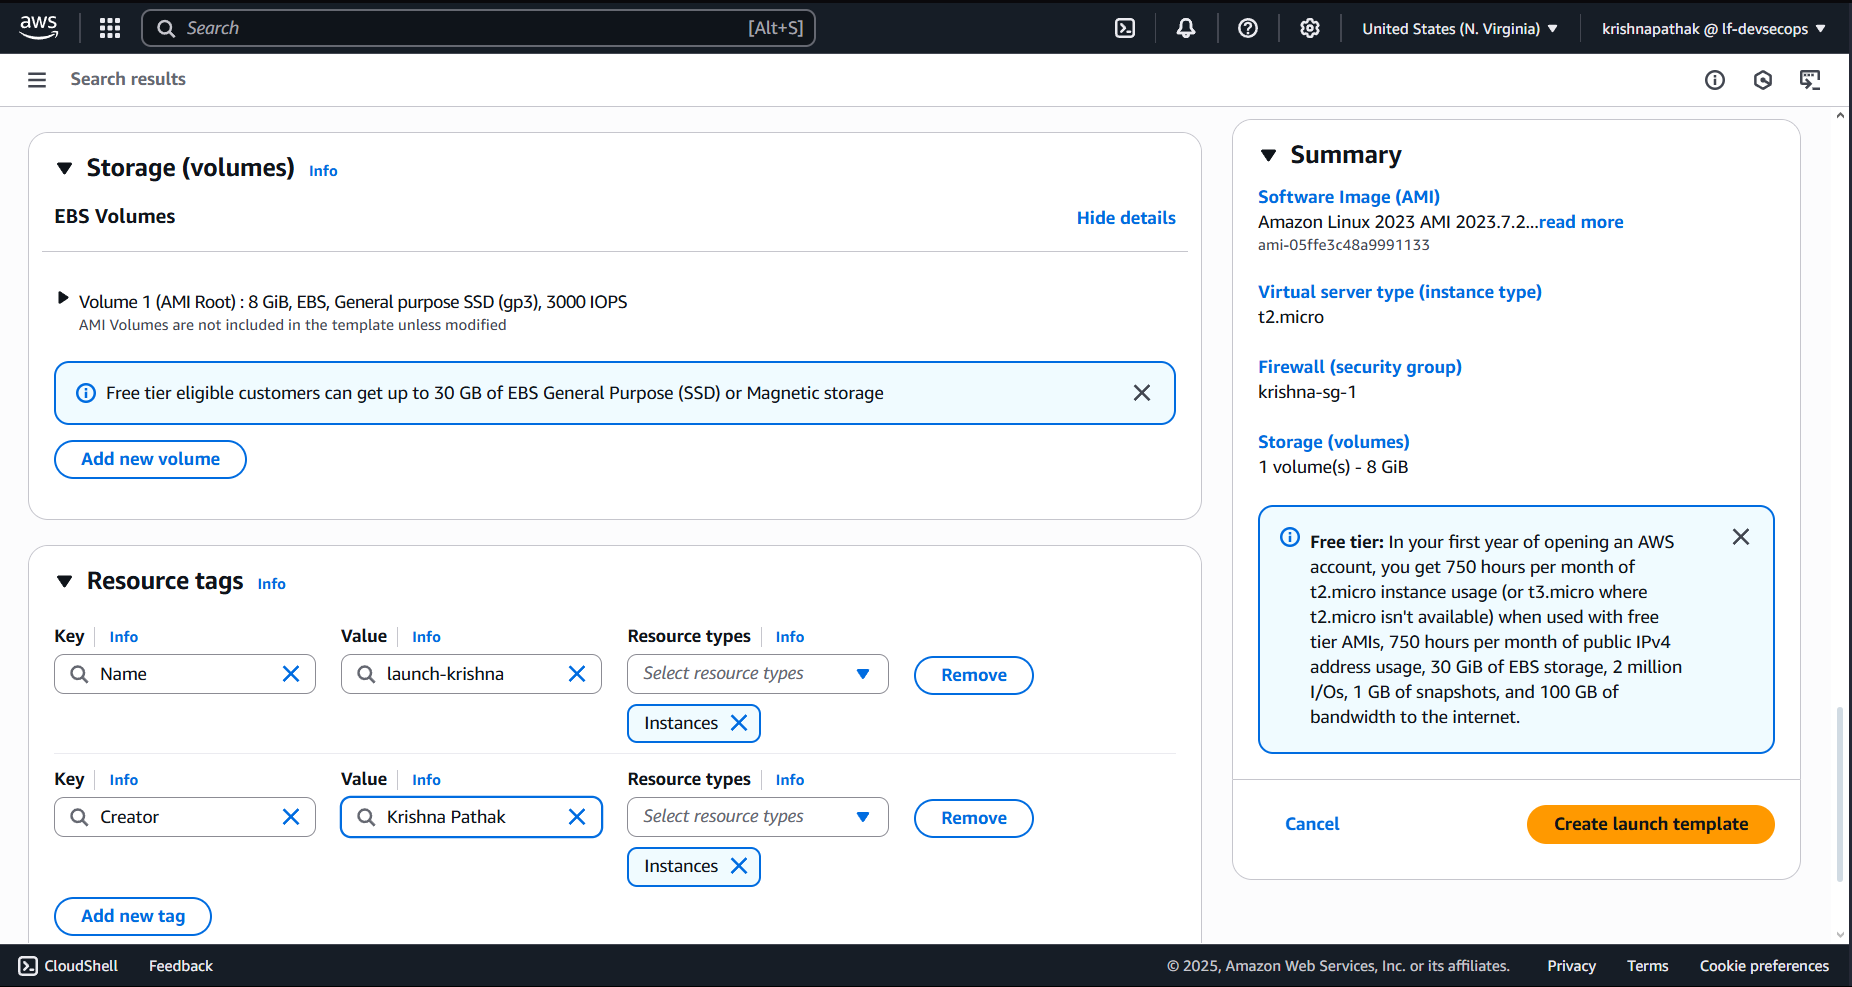 aws
Search [Alt+S]
United States (N. Virginia)
krishnapathak @ lf-devsecops
Search results
Storage (volumes) Info
EBS Volumes
Hide details
Volume 1 (AMI Root) : 8 GiB, EBS, General purpose SSD (gp3), 3000 IOPS
AMI Volumes are not included in the template unless modified
Free tier eligible customers can get up to 30 GB of EBS General Purpose (SSD) or Magnetic storage
Add new volume
Resource tags Info
Key Info
Value Info
Resource types Info
Name
launch-krishna
Select resource types
Remove
Instances
Key Info
Value Info
Resource types Info
Creator
Krishna Pathak
Select resource types
Remove
Instances
Add new tag
Summary
Software Image (AMI)
Amazon Linux 2023 AMI 2023.7.2...read more
ami-05ffe3c48a9991133
Virtual server type (instance type)
t2.micro
Firewall (security group)
krishna-sg-1
Storage (volumes)
1 volume(s) - 8 GiB
Free tier: In your first year of opening an AWS
account, you get 750 hours per month of
t2.micro instance usage (or t3.micro where
t2.micro isn't available) when used with free
tier AMIs, 750 hours per month of public IPv4
address usage, 30 GiB of EBS storage, 2 million
I/Os, 1 GB of snapshots, and 100 GB of
bandwidth to the internet.
Cancel
Create launch template
CloudShell
Feedback
© 2025, Amazon Web Services, Inc. or its affiliates.
Privacy
Terms
Cookie preferences